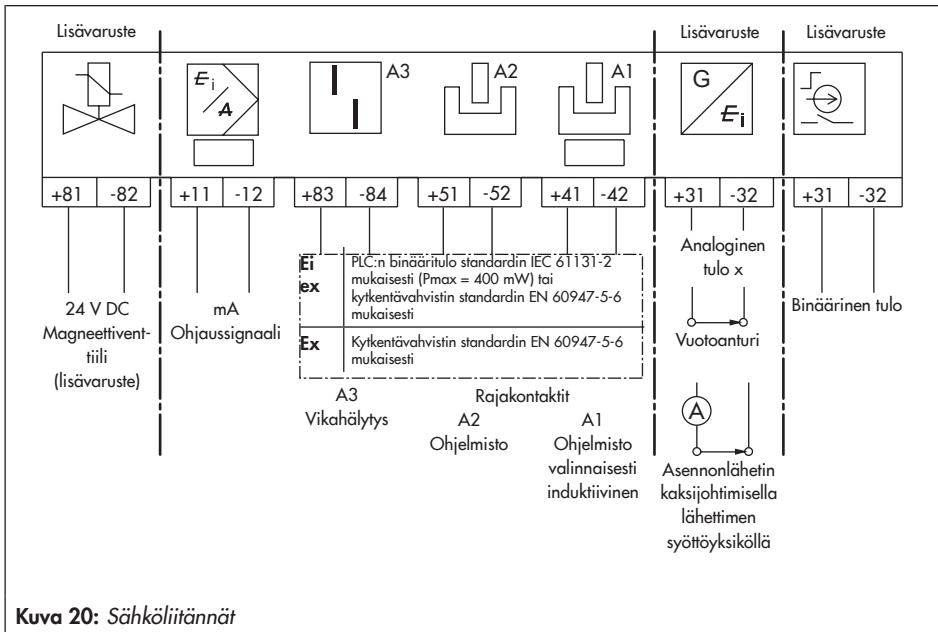 Lisävaruste
Lisävaruste
Lisävaruste
E i
A
A3
A2
A1
G
E i
+81 -82
+11 -12
+83 -84
+51 -52
+41 -42
+31 -32
+31 -32
24 V DC
Magneettivent-
tiili
(lisävaruste)
mA
Ohjaussignaali
Ei
ex
PLC:n binääritulo standardin IEC 61131-2
mukaisesti (Pmax = 400 mW) tai
kytkentävahvistin standardin EN 60947-5-6
mukaisesti
Ex
Kytkentävahvistin standardin EN 60947-5-6
mukaisesti
A3
Vikahälytys
Rajakontaktit
A2
Ohjelmisto
A1
Ohjelmisto
valinnaisesti
induktiivinen
Analoginen
tulo x
Vuotoanturi
A
Asennonlähetin
kaksijohtimisella
lähettimen
syöttöyksiköllä
Binäärinen tulo
Kuva 20: Sähköliitännät